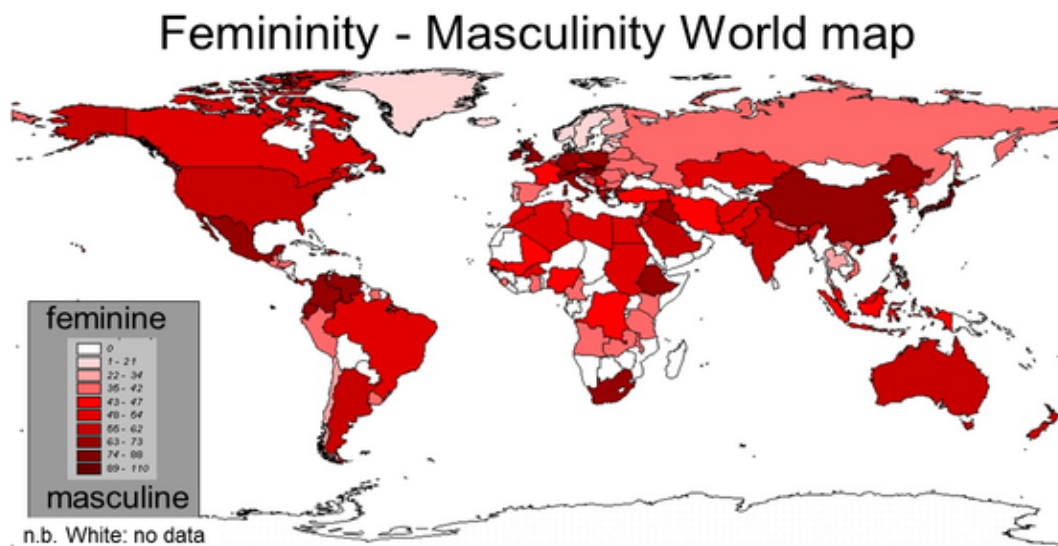 Femininity - Masculinity World map
feminine
0
1 - 21
22 - 34
35 - 42
43 - 47
48 - 54
55 - 62
63 - 73
74 - 88
89 - 110
masculine
n.b. White: no data